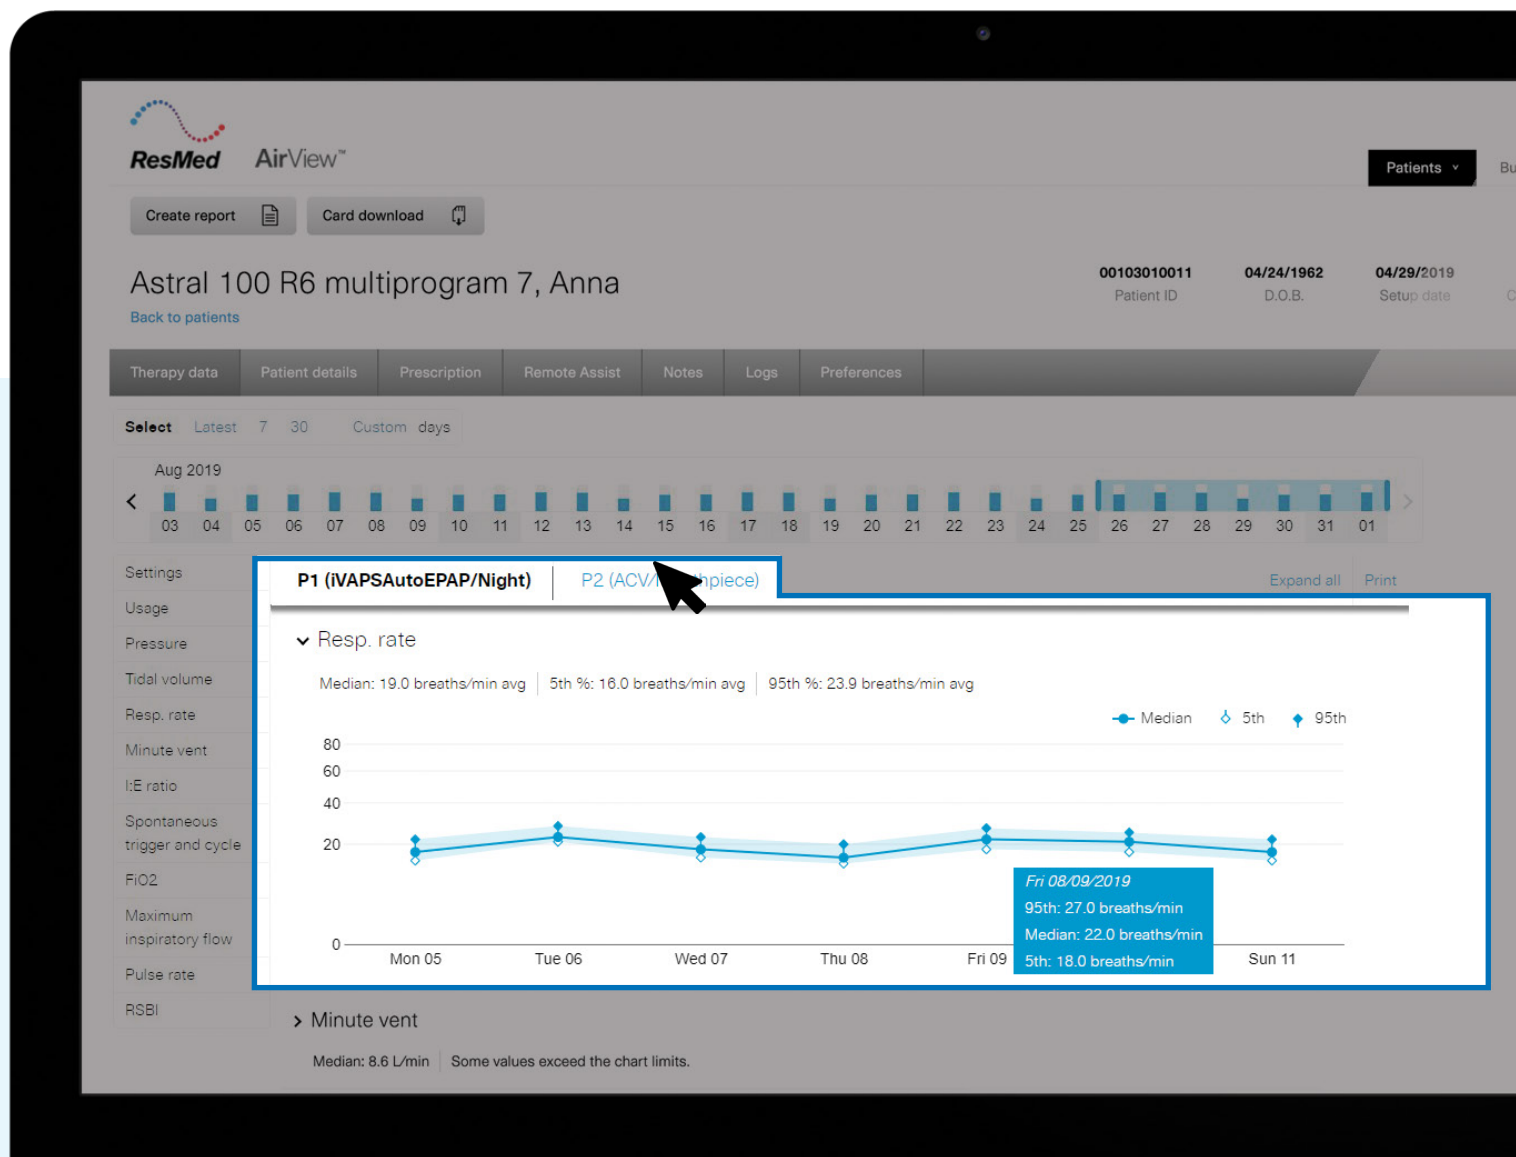 ResMed AirView™
Patients Bu
Create report Card download
Astral 100 R6 multiprogram 7, Anna
00103010011 04/24/1962 04/29/2019
Patient ID D.O.B. Setup date C
Back to patients
Therapy data Patient details Prescription Remote Assist Notes Logs Preferences
Select Latest 7 30 Custom days
Aug 2019
03 04 05 06 07 08 09 10 11 12 13 14 15 16 17 18 19 20 21 22 23 24 25 26 27 28 29 30 31 01
Settings
Usage
Pressure
Tidal volume
Resp. rate
Minute vent
I:E ratio
Spontaneous
trigger and cycle
FiO2
Maximum
inspiratory flow
Pulse rate
RSBI
P1 (iVAPSAutoEPAP/Night) P2 (ACV/ thpiece) Expand all Print
Resp. rate
Median: 19.0 breaths/min avg 5th %: 16.0 breaths/min avg 95th %: 23.9 breaths/min avg
Median 5th 95th
80
60
40
20
0
Mon 05 Tue 06 Wed 07 Thu 08 Fri 09 Sun 11
Fri 08/09/2019
95th: 27.0 breaths/min
Median: 22.0 breaths/min
5th: 18.0 breaths/min
Minute vent
Median: 8.6 L/min Some values exceed the chart limits.